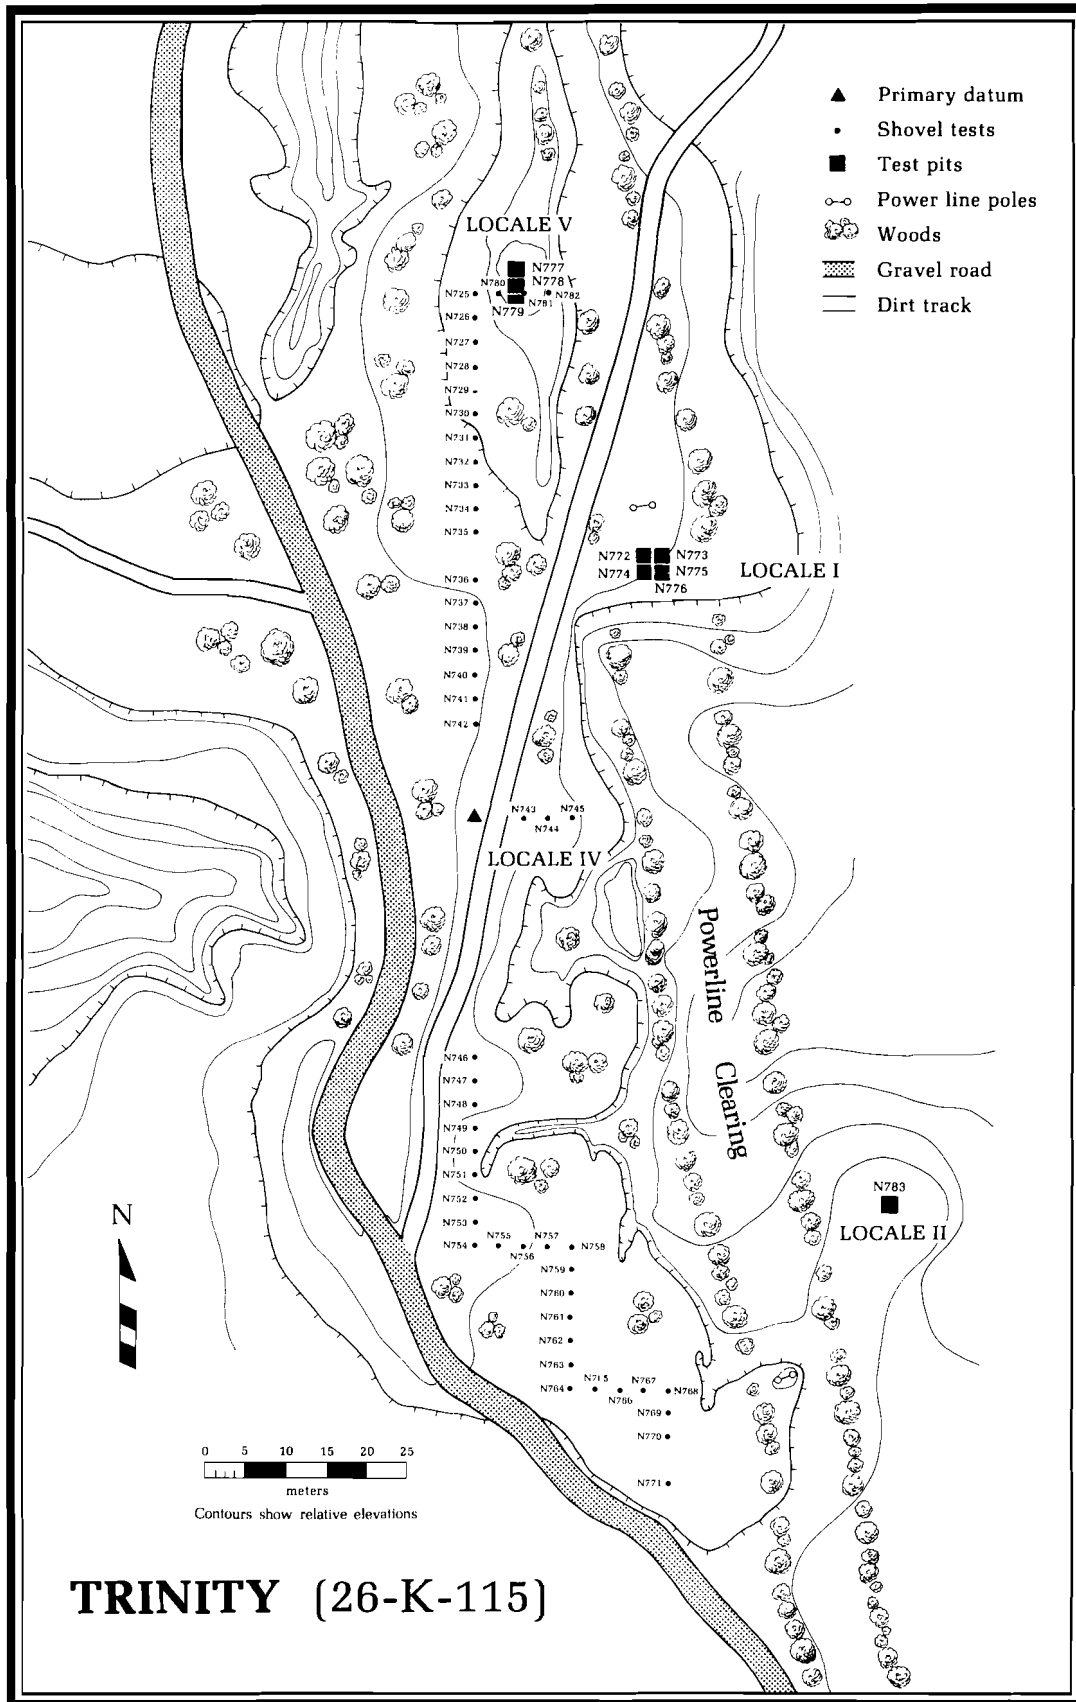 Primary datum
Shovel tests
Test pits
Power line poles
Woods
Gravel road
Dirt track
LOCALE V
N777
N780 N778
N725 N781 N782
N779
N726
N727
N728
N729
N730
N731
N732
N733
N734
N735
N772 N773
N774 N775
N776
LOCALE I
N736
N737
N738
N739
N740
N741
N742
N743 N745
N744
LOCALE IV
Powerline Clearing
N746
N747
N748
N749
N750
N751
N752
N753
N783
LOCALE II
N755 N757
N754 N758
N756
N759
N760
N761
N762
N763
N715 N767
N764 N768
N766
N769
N770
N771
N
0 5 10 15 20 25
meters
Contours show relative elevations
TRINITY (26-K-115)